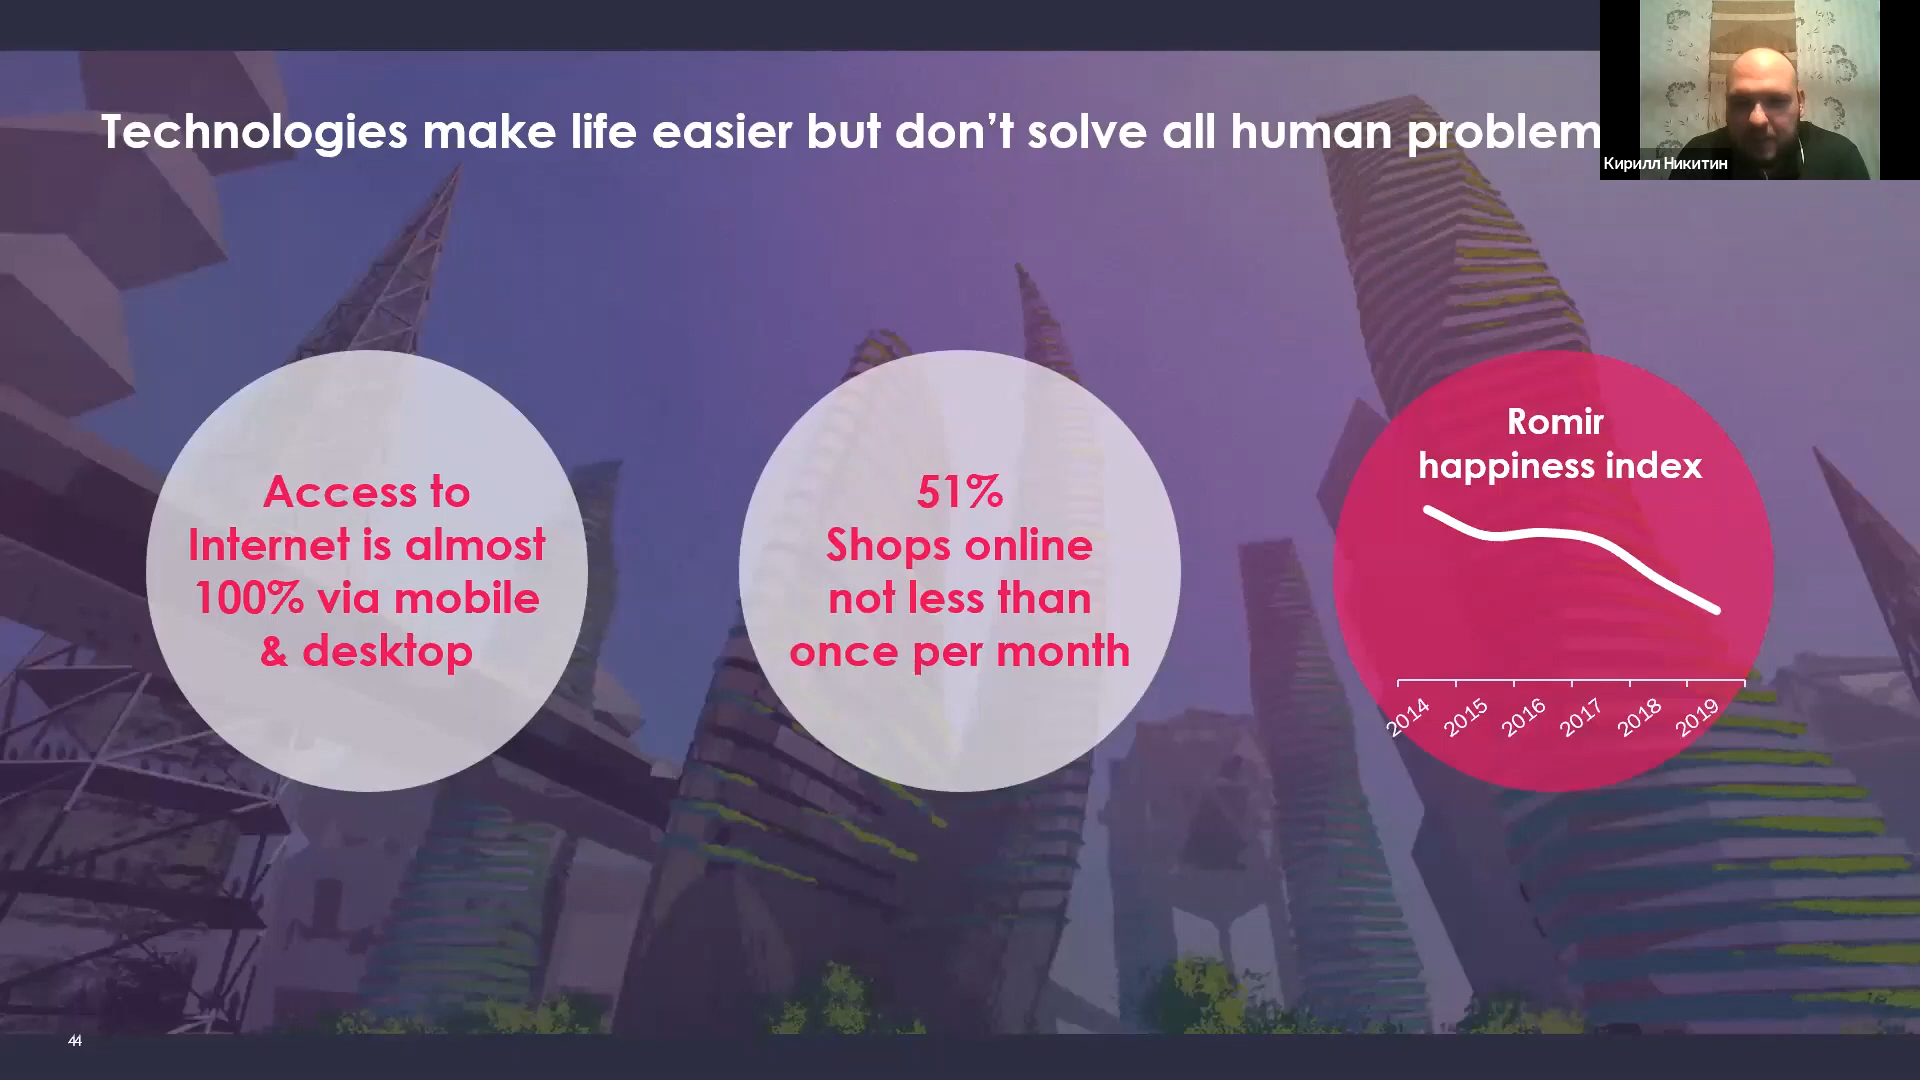 Technologies make life easier but don’t solve all human problem
Кирилл Никитин
Access to
Internet is almost
100% via mobile
& desktop
51%
Shops online
not less than
once per month
Romir
happiness index
2014
2015
2016
2017
2018
2019
44